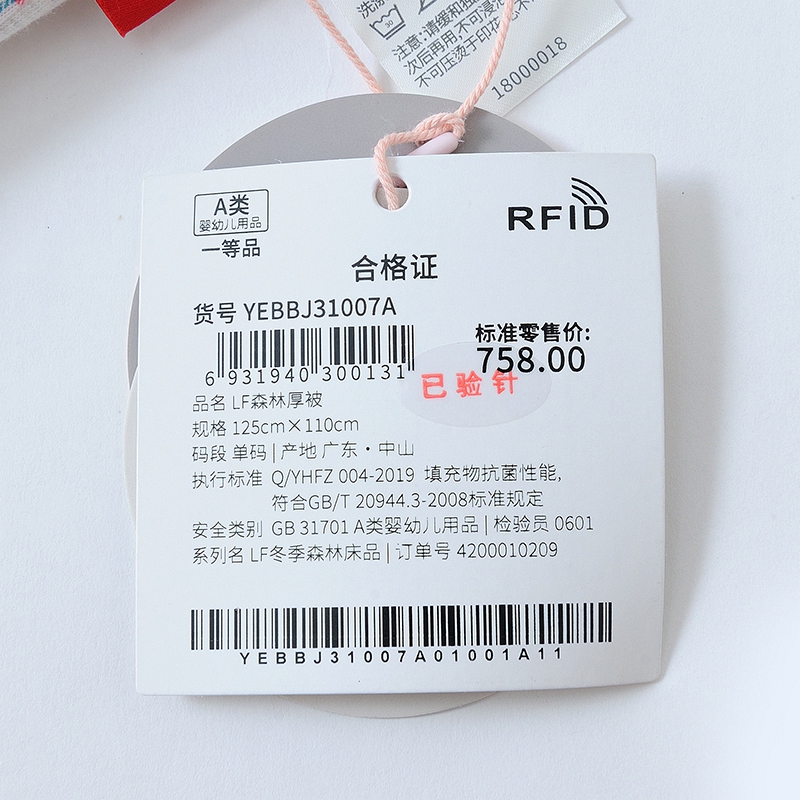 洗涤
30
注意:请缓和
次后再用,不可浸泡
不可压烫于印花
18000018
A类
婴幼儿用品
一等品
RFID
合格证
货号 YEBBJ31007A
标准零售价:
758.00
6 931940 300131
已验针
品名 LF森林厚被
规格 125cm×110cm
码段 单码 | 产地 广东·中山
执行标准 Q/YHFZ 004-2019 填充物抗菌性能,
符合GB/T 20944.3-2008标准规定
安全类别 GB 31701 A类婴幼儿用品 | 检验员 0601
系列名 LF冬季森林床品 | 订单号 4200010209
YEBBJ31007A01001A11